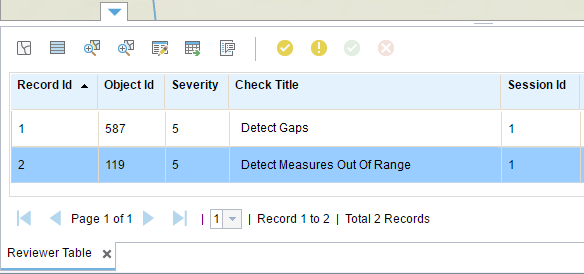 Record Id Object Id Severity Check Title Session Id
1 587 5 Detect Gaps 1
2 119 5 Detect Measures Out Of Range 1
Page 1 of 1 | 1 | Record 1 to 2 | Total 2 Records
Reviewer Table